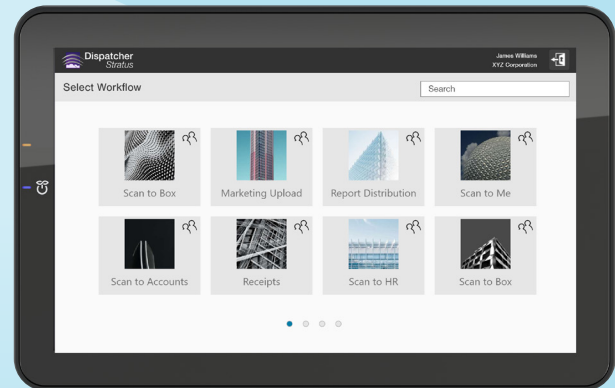 Dispatcher
Stratus
James Williams
XYZ Corporation
Select Workflow
Search
Scan to Box
Marketing Upload
Report Distribution
Scan to Me
Scan to Accounts
Receipts
Scan to HR
Scan to Box